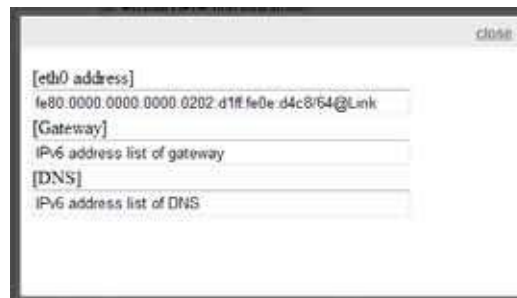 close
[eth0 address]
fe80:0000:0000:0000:0202:d1ff:fe0e:d4c8/64@Link
[Gateway]
IPv6 address list of gateway
[DNS]
IPv6 address list of DNS